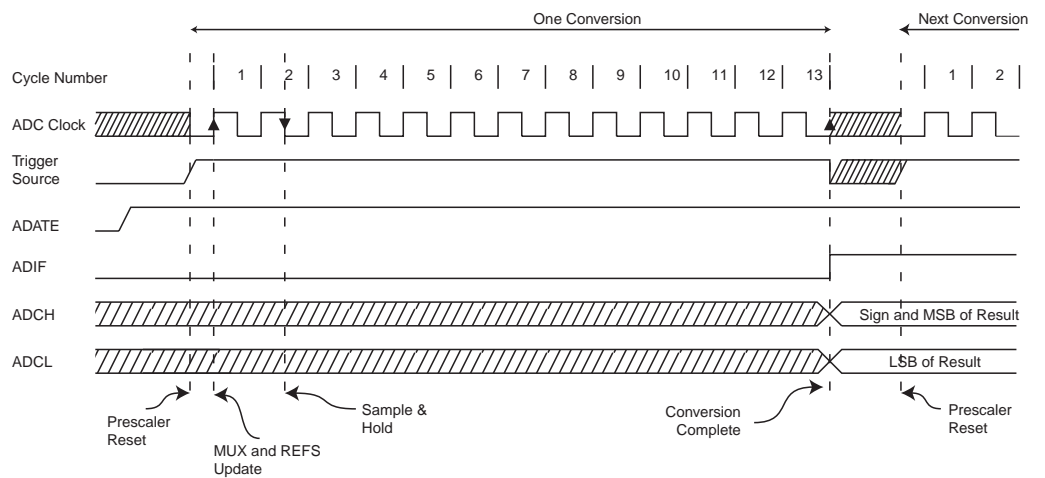 One Conversion
Next Conversion
Cycle Number
1 2 3 4 5 6 7 8 9 10 11 12 13 1 2
ADC Clock
Trigger
Source
ADATE
ADIF
ADCH
Sign and MSB of Result
ADCL
LSB of Result
Prescaler
Reset
MUX and REFS
Update
Sample &
Hold
Conversion
Complete
Prescaler
Reset